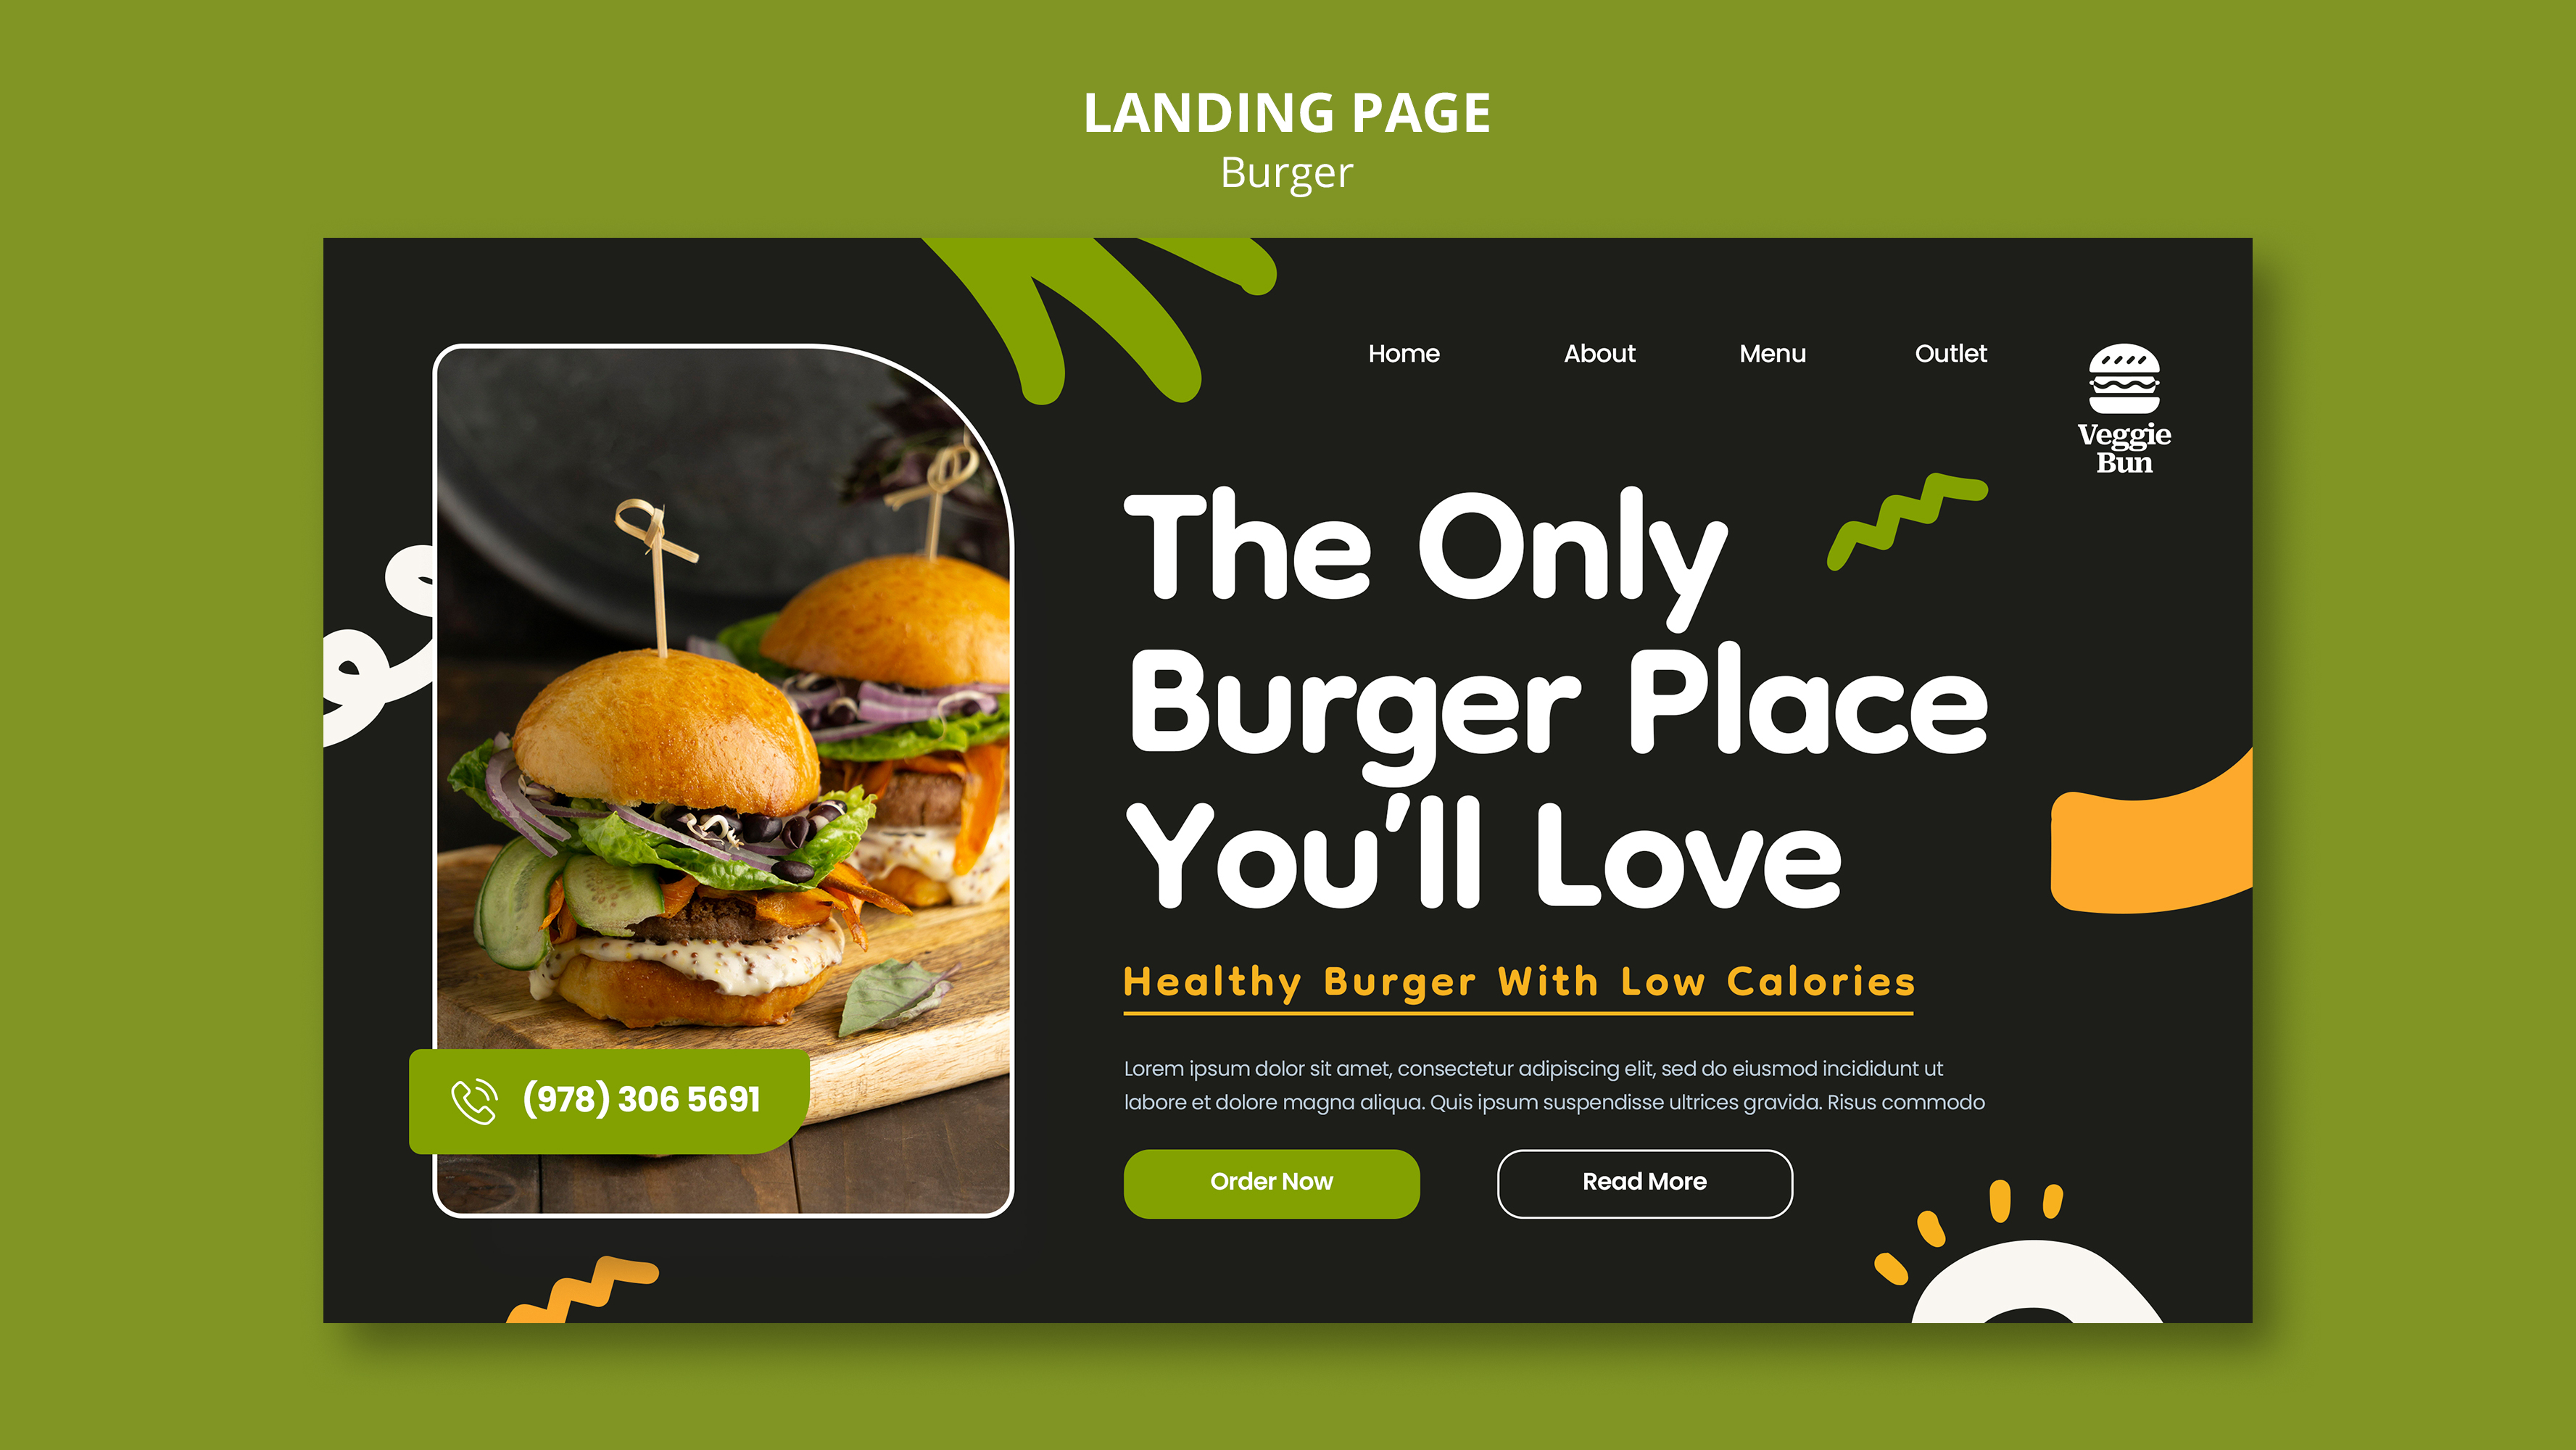 LANDING PAGE
Burger
Home About Menu Outlet
Veggie
Bun
The Only
Burger Place
You'll Love
Healthy Burger With Low Calories
Lorem ipsum dolor sit amet, consectetur adipiscing elit, sed do eiusmod incididunt ut
labore et dolore magna aliqua. Quis ipsum suspendisse ultrices gravida. Risus commodo
(978) 306 5691
Order Now
Read More